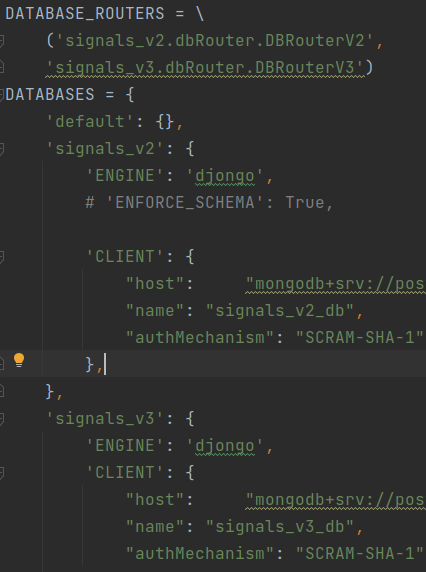 DATABASE_ROUTERS = \
('signals_v2.dbRouter.DBRouterV2',
'signals_v3.dbRouter.DBRouterV3')
DATABASES = {
'default': {},
'signals_v2': {
'ENGINE': 'djongo',
# 'ENFORCE_SCHEMA': True,
'CLIENT': {
"host": "mongodb+srv://pos
"name": "signals_v2_db",
"authMechanism": "SCRAM-SHA-1"
},
},
'signals_v3': {
'ENGINE': 'djongo',
'CLIENT': {
"host": "mongodb+srv://pos
"name": "signals_v3_db",
"authMechanism": "SCRAM-SHA-1"